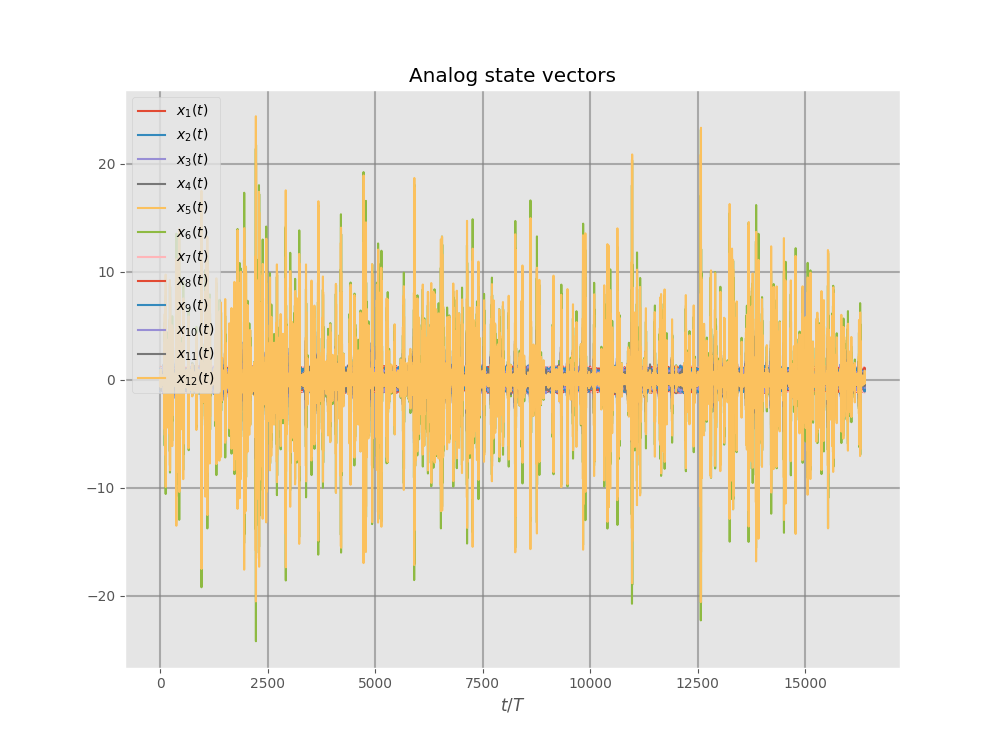 Analog state vectors
x₁(t)
x₂(t)
x₃(t)
x₄(t)
x₅(t)
x₆(t)
x₇(t)
x₈(t)
x₉(t)
x₁₀(t)
x₁₁(t)
x₁₂(t)
20
10
0
−10
−20
0 2500 5000 7500 10000 12500 15000
t/T